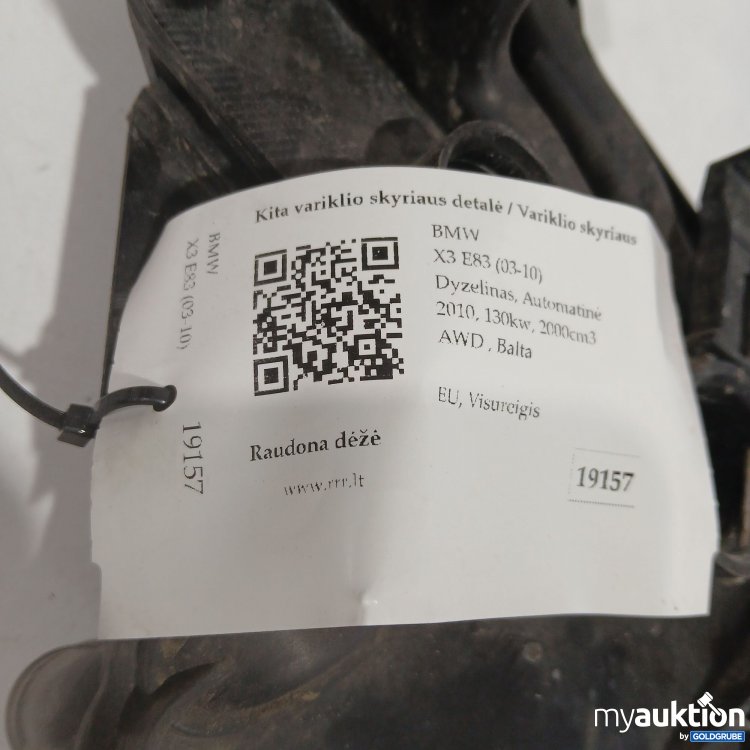 Kita variklio skyriaus detalė / Variklio skyriaus
BMW
X3 E83 (03-10)
Dyzelinas, Automatinė
2010, 130kw, 2000cm3
AWD , Balta
EU, Visureigis
Raudona dėžė
www.rrr.lt
19157
BMW
X3 E83 (03-10)
19157
myauktion
by GOLDGRUBE